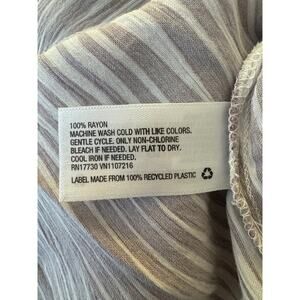 100% RAYON
MACHINE WASH COLD WITH LIKE COLORS.
GENTLE CYCLE. ONLY NON-CHLORINE
BLEACH IF NEEDED. LAY FLAT TO DRY.
COOL IRON IF NEEDED.
RN17730 VN1107216
LABEL MADE FROM 100% RECYCLED PLASTIC